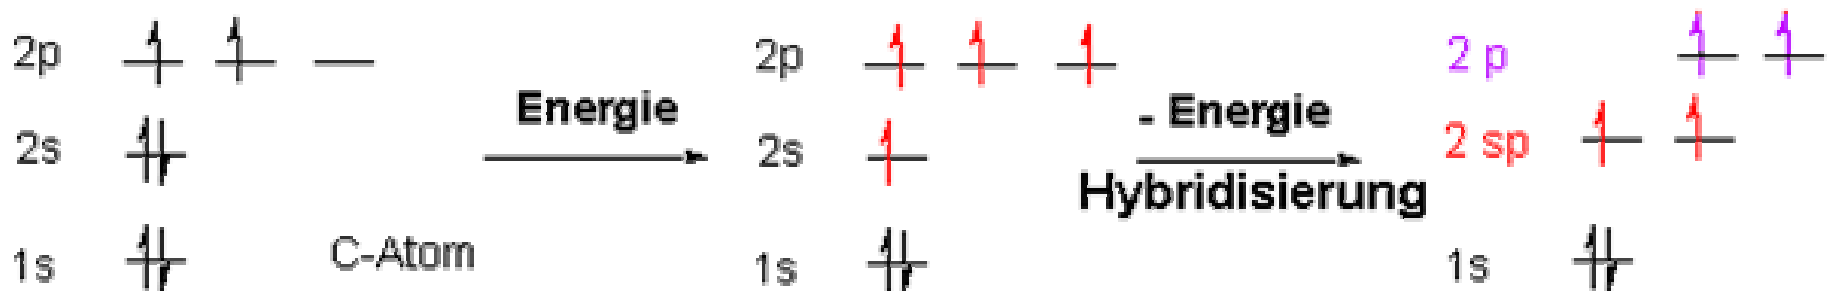 2p
2s
1s
C-Atom
Energie
2p
2s
1s
- Energie
Hybridisierung
2 p
2 sp
1s